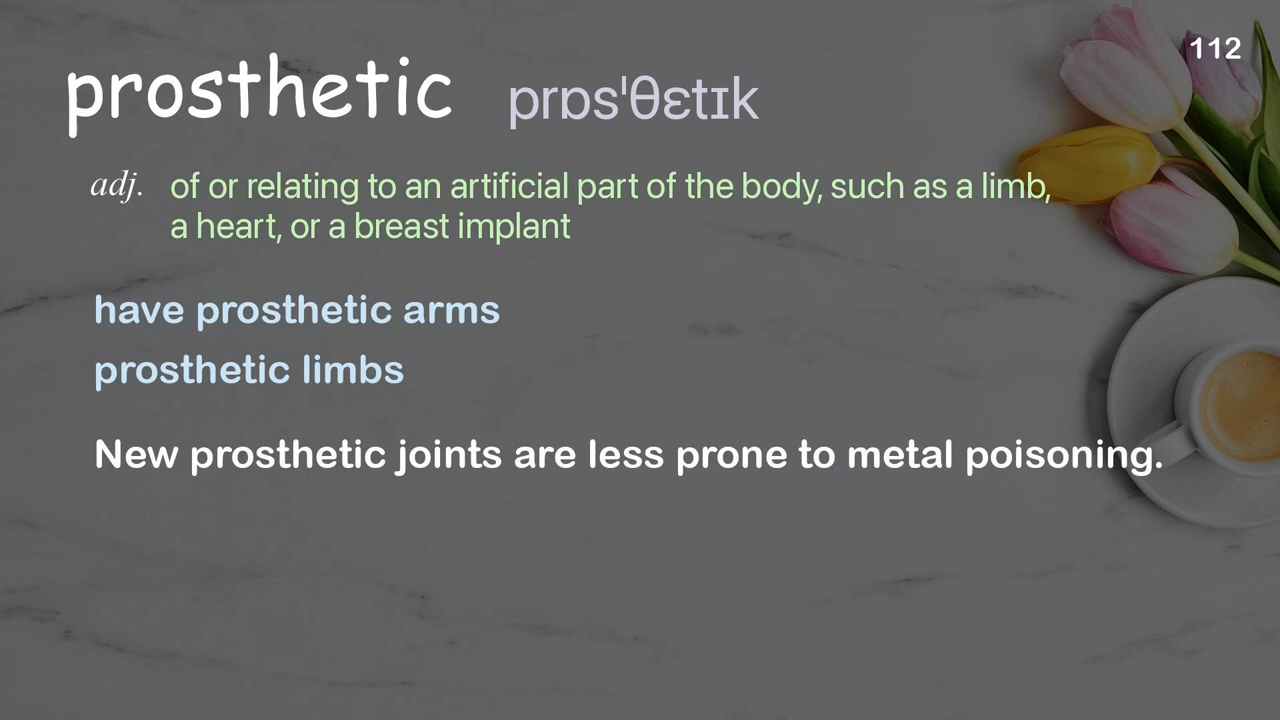 112
prosthetic prɒsˈθɛtɪk
adj. of or relating to an artificial part of the body, such as a limb,
a heart, or a breast implant
have prosthetic arms
prosthetic limbs
New prosthetic joints are less prone to metal poisoning.